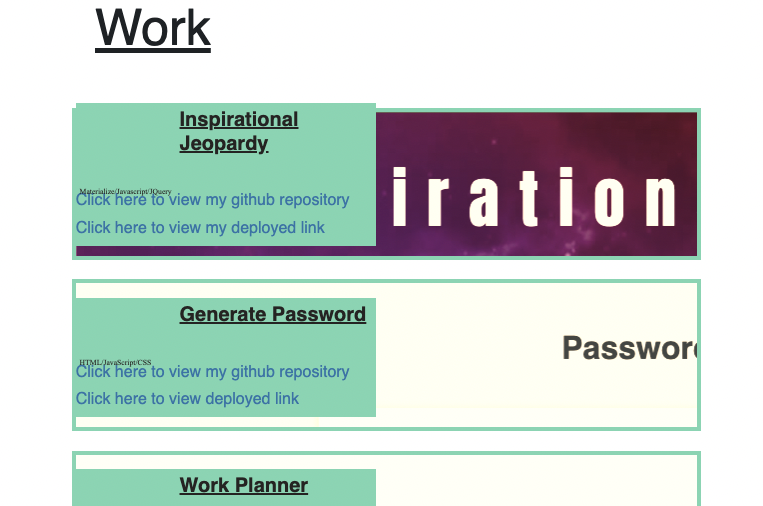 Work
Inspirational
Jeopardy
iration
Materialize/Javascript/JQuery
Click here to view my github repository
Click here to view my deployed link
Generate Password
Password
HTML/JavaScript/CSS
Click here to view my github repository
Click here to view deployed link
Work Planner